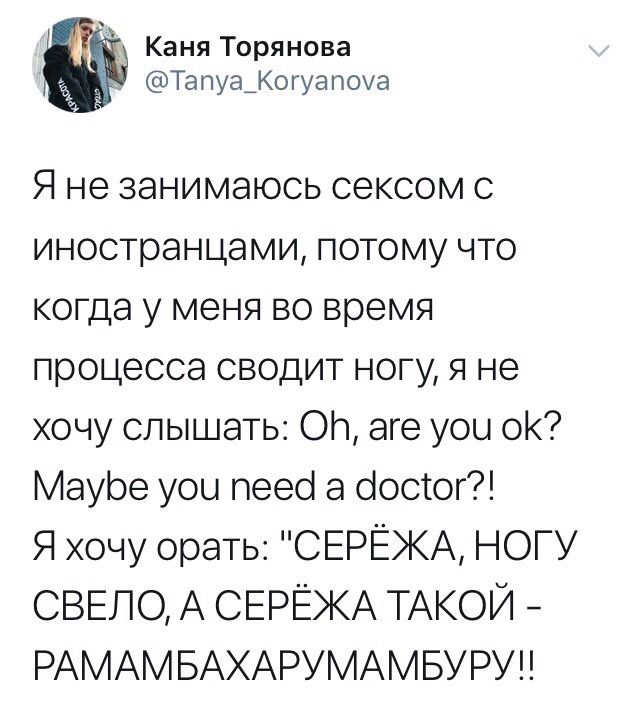 Каня Торянова
@Tanya_Koryanova
Я не занимаюсь сексом с
иностранцами, потому что
когда у меня во время
процесса сводит ногу, я не
хочу слышать: Oh, are you ok?
Maybe you need a doctor?!
Я хочу орать: "СЕРЁЖА, НОГУ
СВЕЛО, А СЕРЁЖА ТАКОЙ -
РАМАМБАХАРУМАМБУРУ!!